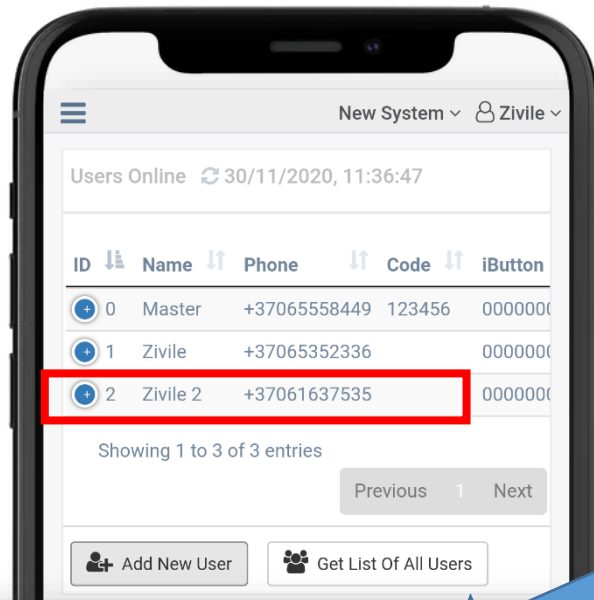 New System Zivile
Users Online 30/11/2020, 11:36:47
ID Name Phone Code iButton
0 Master +37065558449 123456
1 Zivile +37065352336
2 Zivile 2 +37061637535
Showing 1 to 3 of 3 entries
Previous 1 Next
Add New User Get List Of All Users